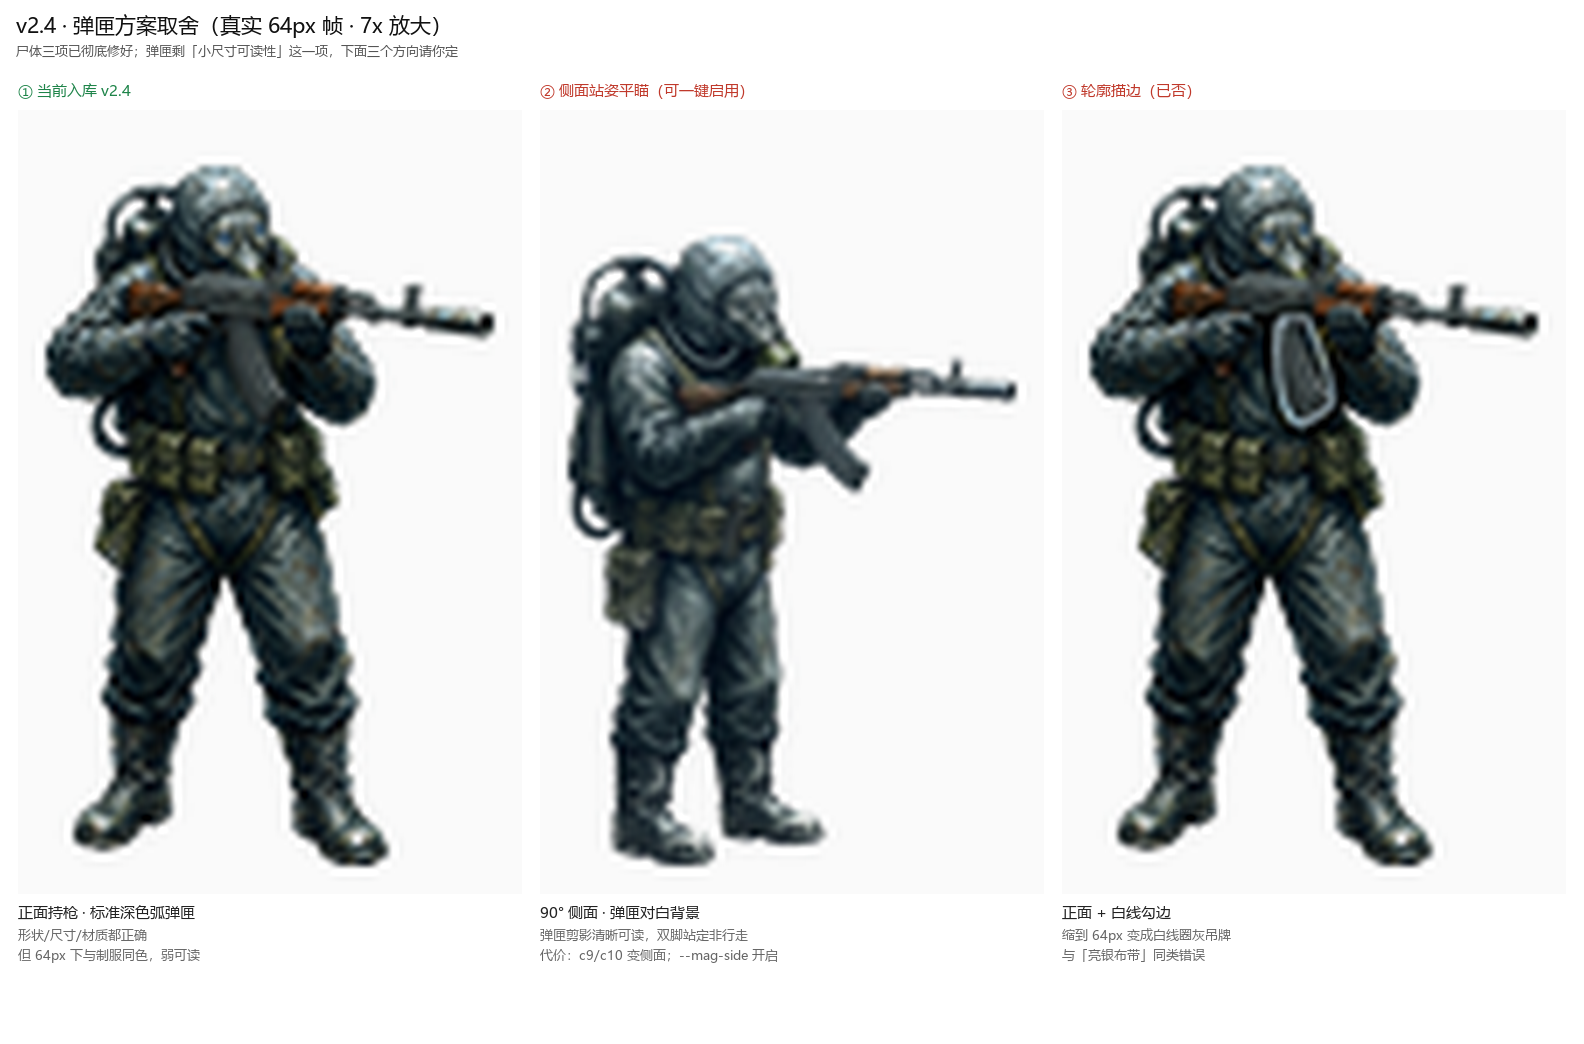 v2.4 · 弹匣方案取舍（真实 64px 帧 · 7x 放大）
尸体三项已彻底修好；弹匣剩「小尺寸可读性」这一项，下面三个方向请你定
① 当前入库 v2.4
② 侧面站姿平瞄（可一键启用）
③ 轮廓描边（已否）
正面持枪 · 标准深色弧弹匣
形状/尺寸/材质都正确
但 64px 下与制服同色，弱可读
90° 侧面 · 弹匣对白背景
弹匣剪影清晰可读，双脚站定非行走
代价：c9/c10 变侧面；--mag-side 开启
正面 + 白线勾边
缩到 64px 变成白线圈灰吊牌
与「亮银布带」同类错误